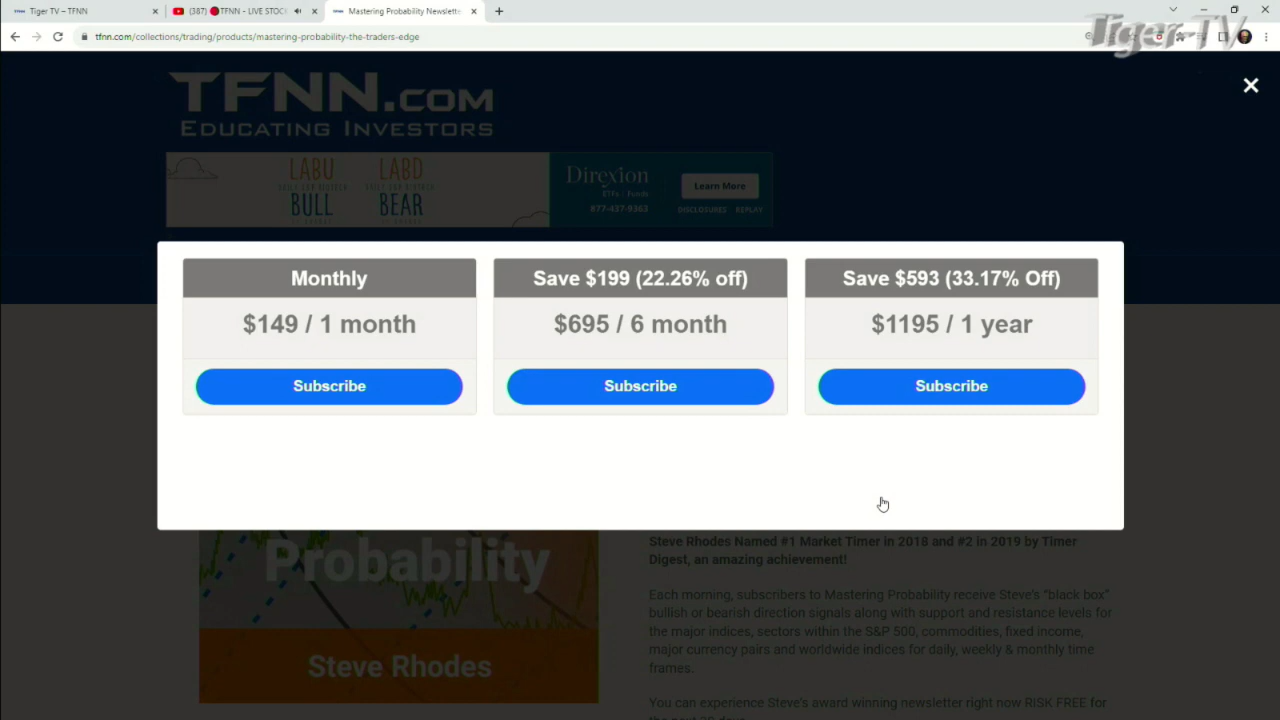 Tiger TV – TFNN
(387) 🔴TFNN - LIVE STOCK
Mastering Probability Newslette
tfnn.com/collections/trading/products/mastering-probability-the-traders-edge
Tiger-TV
TFNN.com
Educating Investors
LABU
LABD
BULL
BEAR
Direxion
ETFs Funds
877-437-9363
Learn More
DISCLOSURES REPLAY
Monthly
$149 / 1 month
Subscribe
Save $199 (22.26% off)
$695 / 6 month
Subscribe
Save $593 (33.17% Off)
$1195 / 1 year
Subscribe
Probability
Steve Rhodes
Steve Rhodes Named #1 Market Timer in 2018 and #2 in 2019 by Timer
Digest, an amazing achievement!
Each morning, subscribers to Mastering Probability receive Steve's "black box"
bullish or bearish direction signals along with support and resistance levels for
the major indices, sectors within the S&P 500, commodities, fixed income,
major currency pairs and worldwide indices for daily, weekly & monthly time
frames.
You can experience Steve's award winning newsletter right now RISK FREE for